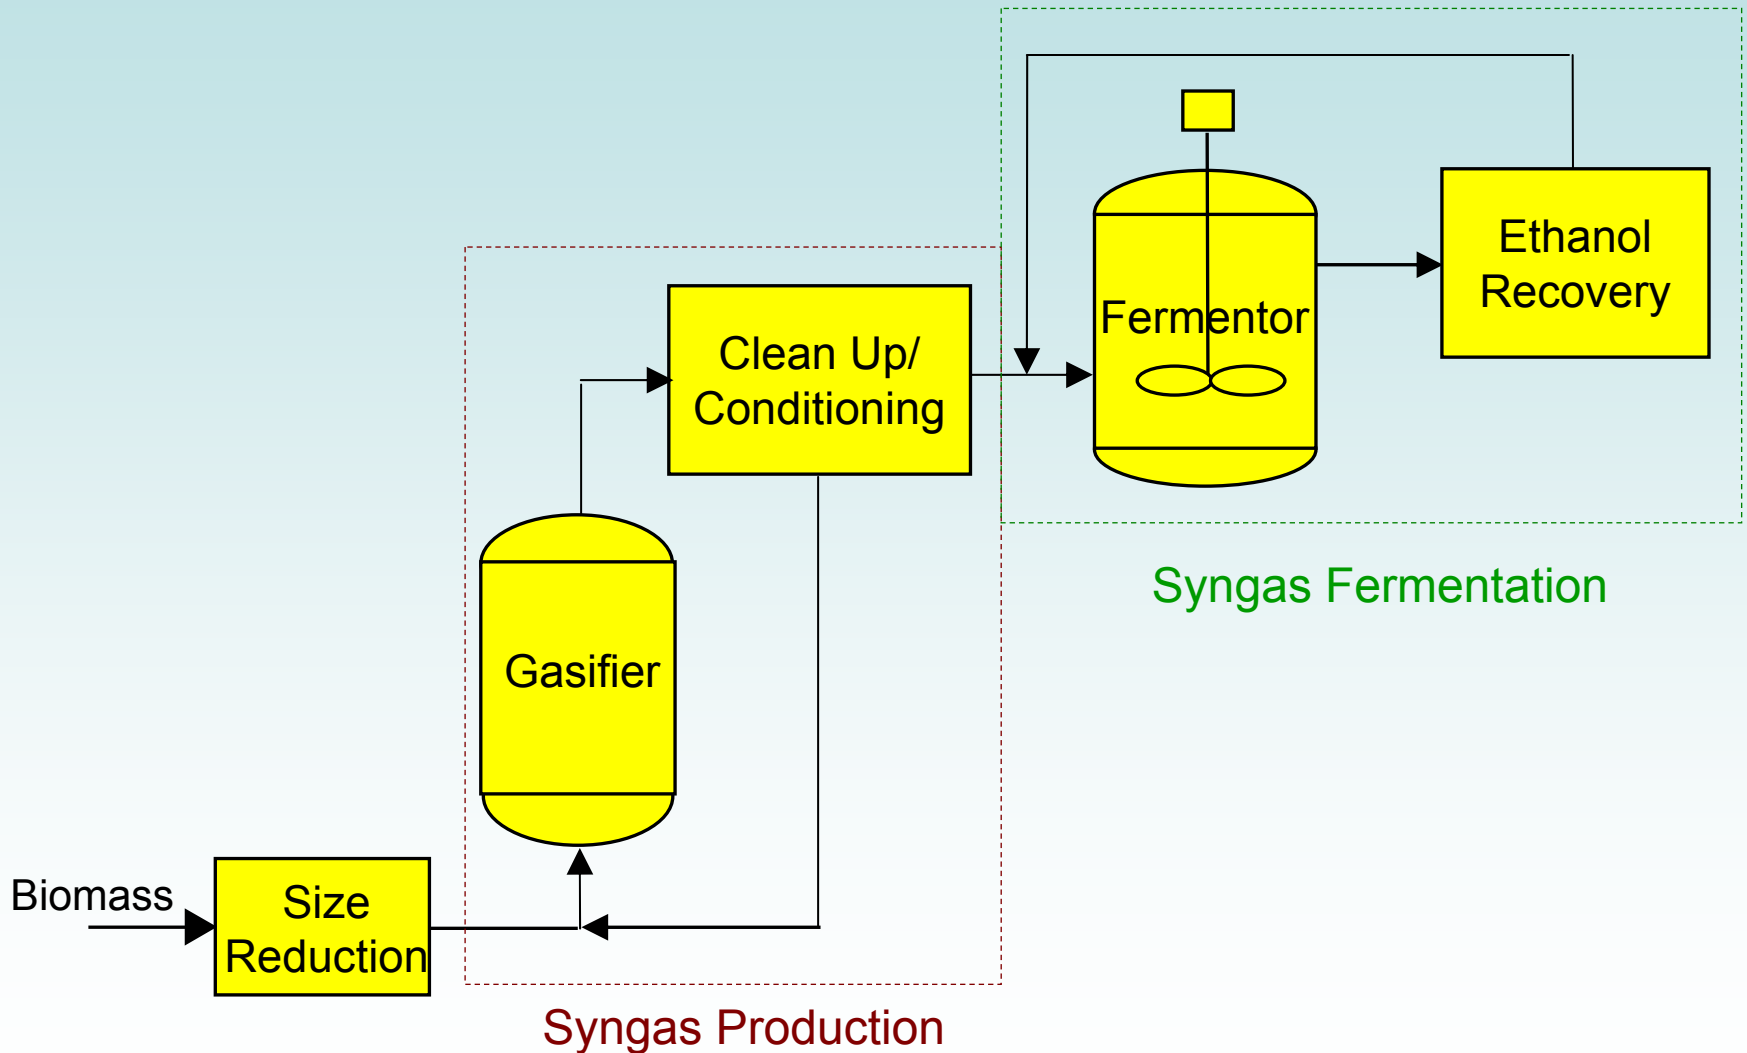 Biomass
Size
Reduction
Gasifier
Clean Up/
Conditioning
Syngas Production
Fermentor
Ethanol
Recovery
Syngas Fermentation